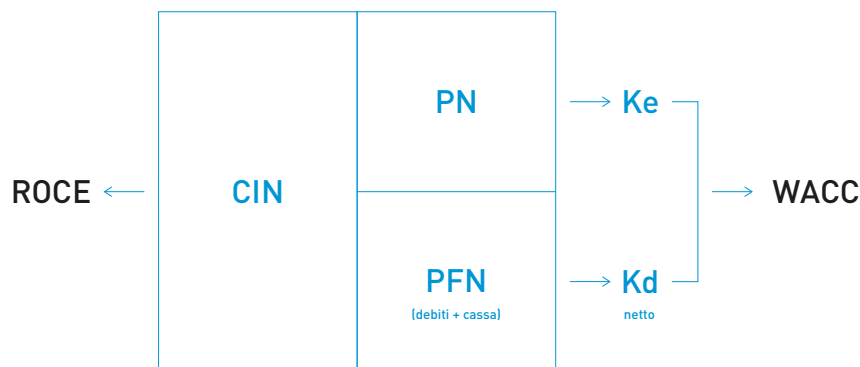 PN
Ke
ROCE
CIN
WACC
PFN
(debiti + cassa)
Kd
netto